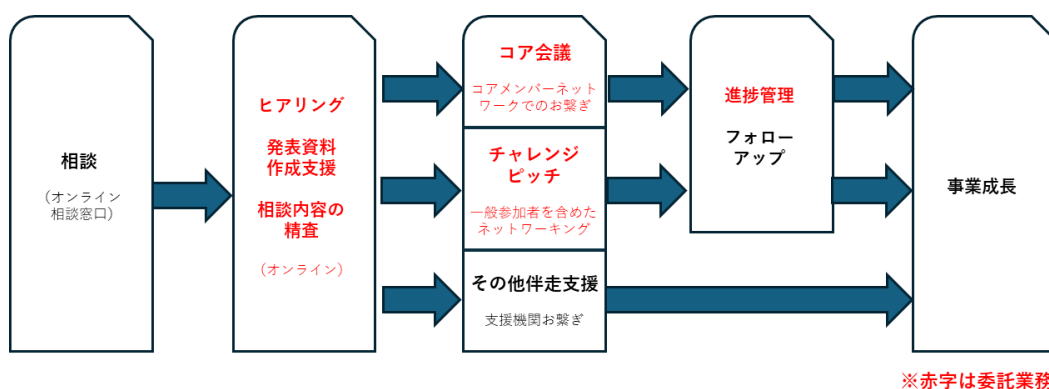 相談
（オンライン
相談窓口）
ヒアリング
発表資料
作成支援
相談内容の
精査
（オンライン）
コア会議
コアメンバーネット
ワークでのお繋ぎ
チャレンジ
ピッチ
一般参加者を含めた
ネットワーキング
その他伴走支援
支援機関お繋ぎ
進捗管理
フォロー
アップ
事業成長
※赤字は委託業務